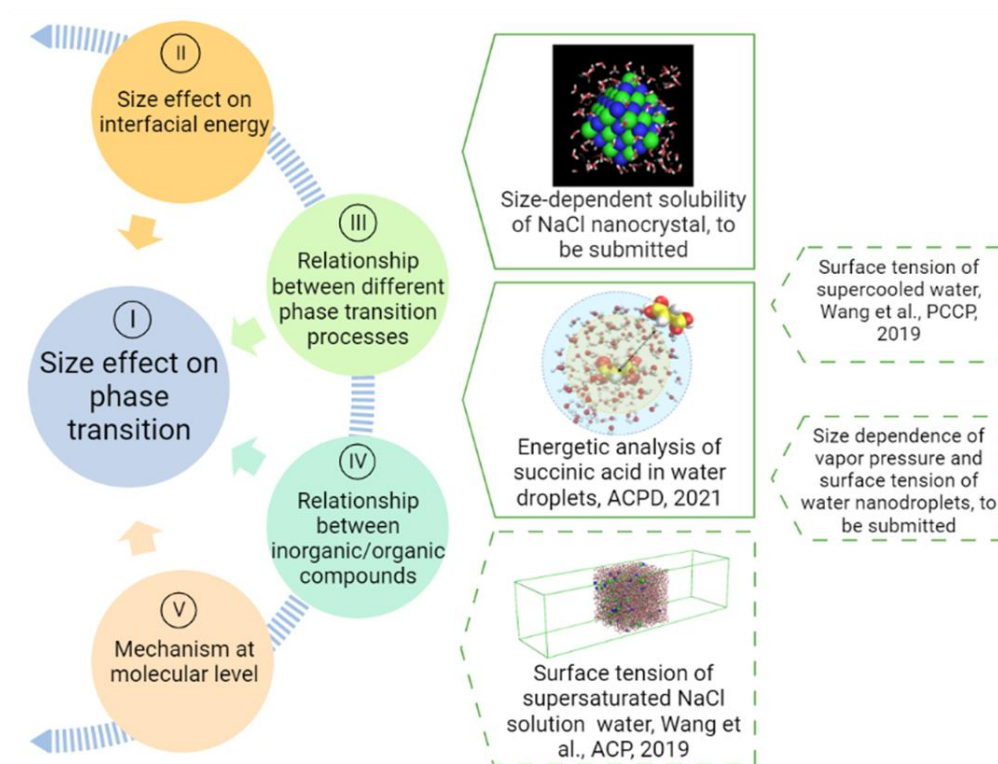 II
Size effect on
interfacial energy
III
Relationship
between different
phase transition
processes
I
Size effect on
phase
transition
IV
Relationship
between
inorganic/organic
compounds
V
Mechanism at
molecular level
Size-dependent solubility
of NaCl nanocrystal, to
be submitted
Energetic analysis of
succinic acid in water
droplets, ACPD, 2021
Surface tension of
supersaturated NaCl
solution water, Wang et
al., ACP, 2019
Surface tension of
supercooled water,
Wang et al., PCCP,
2019
Size dependence of
vapor pressure and
surface tension of
water nanodroplets, to
be submitted